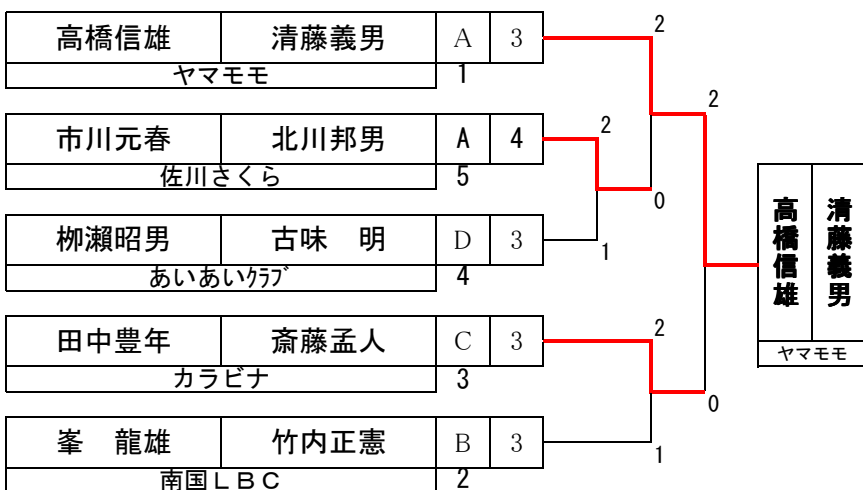 高橋信雄 清藤義男 A 3
ヤマモモ 1
市川元春 北川邦男 A 4
佐川さくら 5
栁瀨昭男 古味 明 D 3
あいあいｸﾗﾌﾞ 4
田中豊年 斎藤孟人 C 3
カラビナ 3
峯 龍雄 竹内正憲 B 3
南国ＬＢＣ 2
2
2
2
0
1
2
0
1
高橋信雄
清藤義男
ヤマモモ